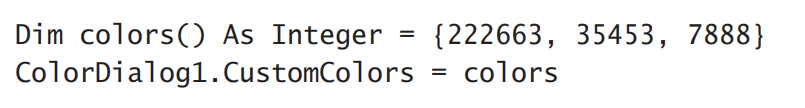 Dim colors() As Integer = {222663, 35453, 7888}
ColorDialog1.CustomColors = colors